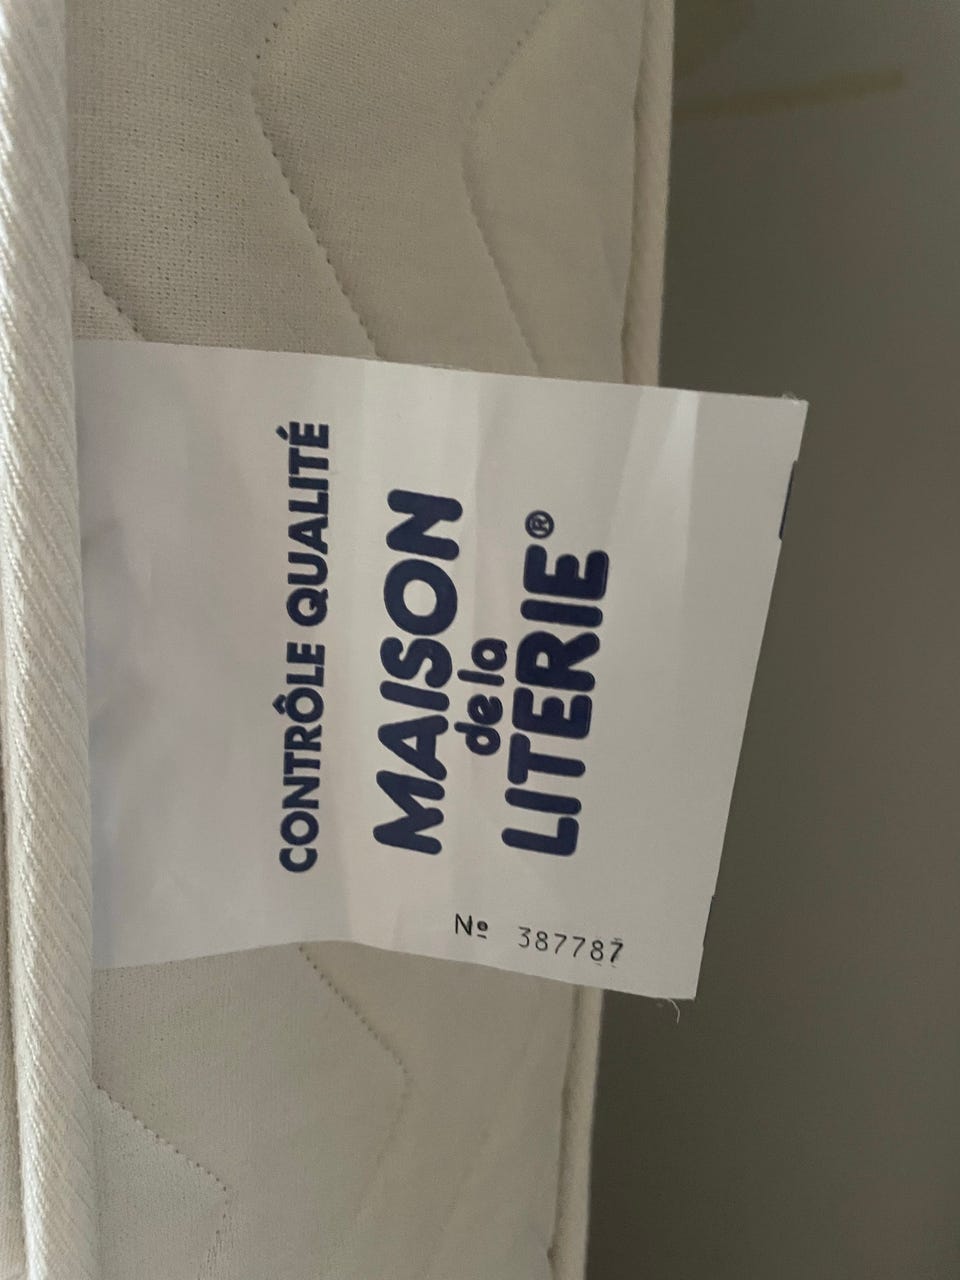 CONTRÔLE QUALITÉ
MAISON
de la
LITERIE®
Nº 387787